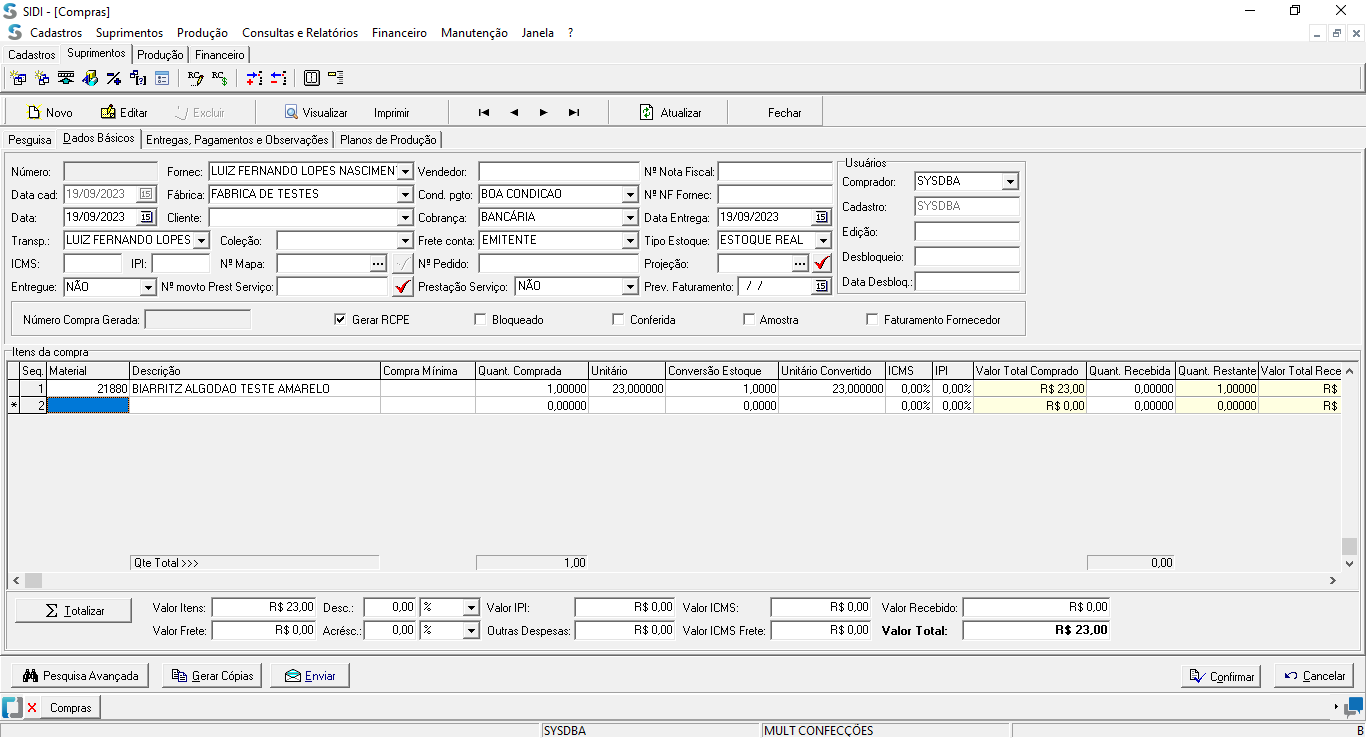 SIDI - [Compras]
Cadastros Suprimentos Produção Consultas e Relatórios Financeiro Manutenção Janela ?
Cadastros Suprimentos Produção Financeiro
Novo Editar Excluir Visualizar Imprimir Atualizar Fechar
Pesquisa Dados Básicos Entregas, Pagamentos e Observações Planos de Produção
Número: Fornec: LUIZ FERNANDO LOPES NASCIMEN Vendedor: Nº Nota Fiscal: Usuários
Comprador: SYSDBA
Data cad: 19/09/2023 15 Fábrica: FABRICA DE TESTES Cond. pgto: BOA CONDICAO Nº NF Fornec:
Cadastro: SYSDBA
Data: 19/09/2023 15 Cliente: Cobrança: BANCÁRIA Data Entrega: 19/09/2023 15
Edição:
Transp.: LUIZ FERNANDO LOPES Coleção: Frete conta: EMITENTE Tipo Estoque: ESTOQUE REAL
Desbloqueio:
ICMS: IPI: Nº Mapa: ... Nº Pedido: Projeção: ...
Data Desbloq.:
Entregue: NÃO Nº movto Prest Serviço: Prestação Serviço: NÃO Prev. Faturamento: / / 15
Número Compra Gerada: Gerar RCPE Bloqueado Conferida Amostra Faturamento Fornecedor
Itens da compra
Seq. Material Descrição Compra Mínima Quant. Comprada Unitário Conversão Estoque Unitário Convertido ICMS IPI Valor Total Comprado Quant. Recebida Quant. Restante Valor Total Rece
1 21880 BIARRITZ ALGODAO TESTE AMARELO 1,00000 23,000000 1,0000 23,000000 0,00% 0,00% R$ 23,00 0,00000 1,00000 R$
* 2 0,00000 0,0000 0,00% 0,00% R$ 0,00 0,00000 0,00000 R$
Qte Total >>> 1,00 0,00
Totalizar Valor Itens: R$ 23,00 Desc.: 0,00 % Valor IPI: R$ 0,00 Valor ICMS: R$ 0,00 Valor Recebido: R$ 0,00
Valor Frete: R$ 0,00 Acrésc.: 0,00 % Outras Despesas: R$ 0,00 Valor ICMS Frete: R$ 0,00 Valor Total: R$ 23,00
Pesquisa Avançada Gerar Cópias Enviar Confirmar Cancelar
Compras
SYSDBA MULT CONFECÇÕES B